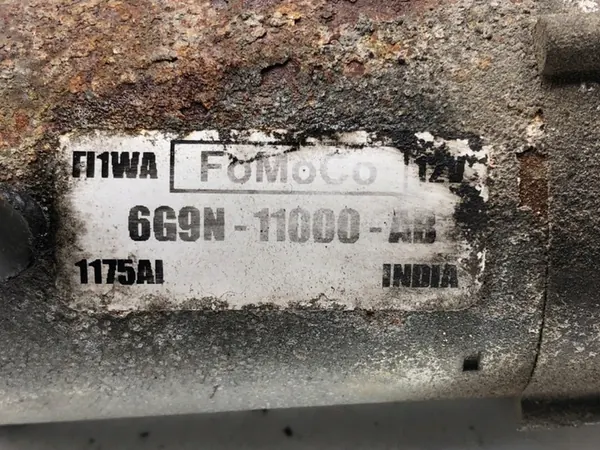 FI1WA FoMoCo 12V
6G9N - 11000 - AB
1175AI INDIA